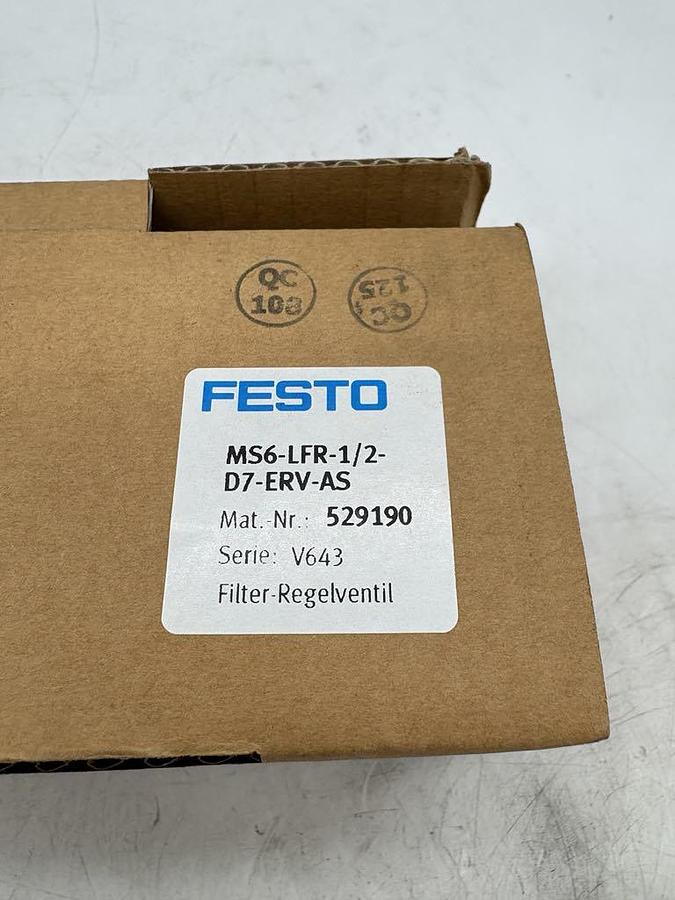 QC
108
QC
125
FESTO
MS6-LFR-1/2-
D7-ERV-AS
Mat.-Nr.: 529190
Serie: V643
Filter-Regelventil